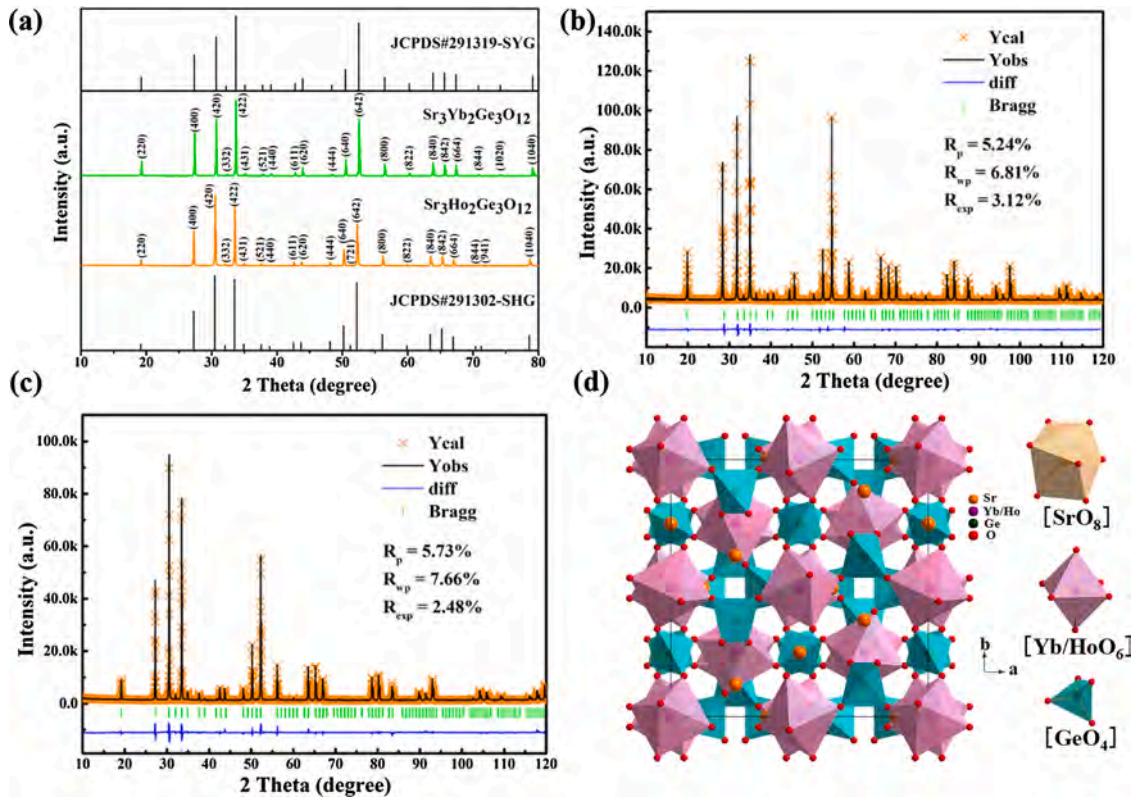 (a)
JCPDS#291319-SYG
(220)
(400)
(420)
(332)
(422)
(431)
(521)
(440)
(611)
(620)
(444)
(640)
(642)
(800)
(822)
(840)
(842)
(664)
(844)
(1020)
(1040)
Sr3Yb2Ge3O12
(220)
(400)
(420)
(332)
(422)
(431)
(521)
(440)
(611)
(620)
(444)
(640)
(721)
(642)
(800)
(822)
(840)
(842)
(664)
(844)
(941)
(1040)
Sr3Ho2Ge3O12
JCPDS#291302-SHG
Intensity (a.u.)
10 20 30 40 50 60 70 80
2 Theta (degree)
(b)
140.0k
120.0k
100.0k
80.0k
60.0k
40.0k
20.0k
0.0
Intensity (a.u.)
Ycal
Yobs
diff
Bragg
Rp = 5.24%
Rwp = 6.81%
Rexp = 3.12%
10 20 30 40 50 60 70 80 90 100 110 120
2 Theta (degree)
(c)
100.0k
80.0k
60.0k
40.0k
20.0k
0.0
Intensity (a.u.)
Ycal
Yobs
diff
Bragg
Rp = 5.73%
Rwp = 7.66%
Rexp = 2.48%
10 20 30 40 50 60 70 80 90 100 110 120
2 Theta (degree)
(d)
Sr
Yb/Ho
Ge
O
b
a
[SrO8]
[Yb/HoO6]
[GeO4]